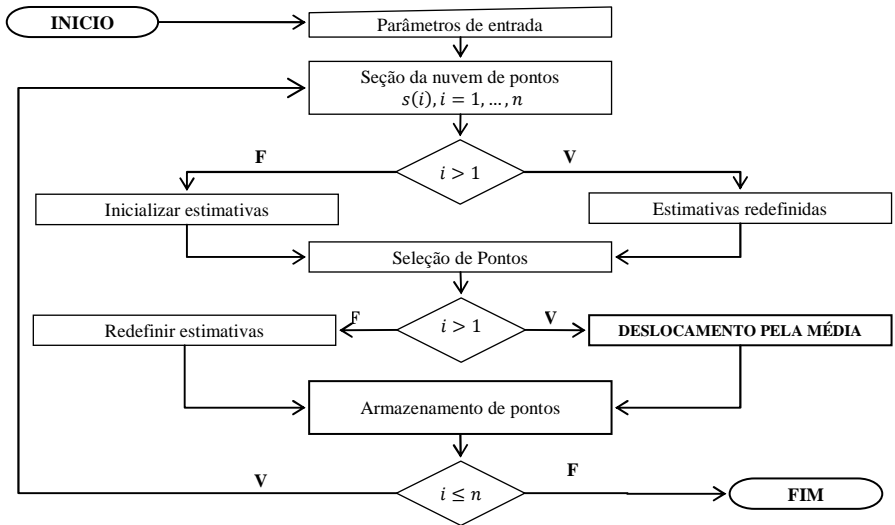 INICIO
Parâmetros de entrada
Seção da nuvem de pontos
s(i), i = 1, ..., n
F
V
i > 1
Inicializar estimativas
Estimativas redefinidas
Seleção de Pontos
F
V
i > 1
Redefinir estimativas
DESLOCAMENTO PELA MÉDIA
Armazenamento de pontos
V
F
i ≤ n
FIM